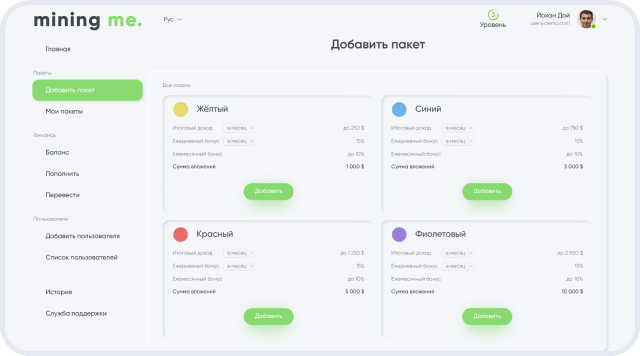 mining me.
Рус
3
Уровень
Йохан Дой
user@demo.com
Главная
Пакеты
Добавить пакет
Мои пакеты
Финансы
Баланс
Пополнить
Перевести
Пользователи
Добавить пользователя
Список пользователей
История
Служба поддержки
Добавить пакет
Все пакеты
Жёлтый
Итоговый доход в месяц до 250 $
Ежедневный бонус в месяц 15%
Ежемесячный бонус до 10%
Сумма вложений 1 000 $
Добавить
Синий
Итоговый доход в месяц до 750 $
Ежедневный бонус в месяц 15%
Ежемесячный бонус до 10%
Сумма вложений 3 000 $
Добавить
Красный
Итоговый доход в месяц до 1 250 $
Ежедневный бонус в месяц 15%
Ежемесячный бонус до 10%
Сумма вложений 5 000 $
Добавить
Фиолетовый
Итоговый доход в месяц до 2 500 $
Ежедневный бонус в месяц 15%
Ежемесячный бонус до 10%
Сумма вложений 10 000 $
Добавить